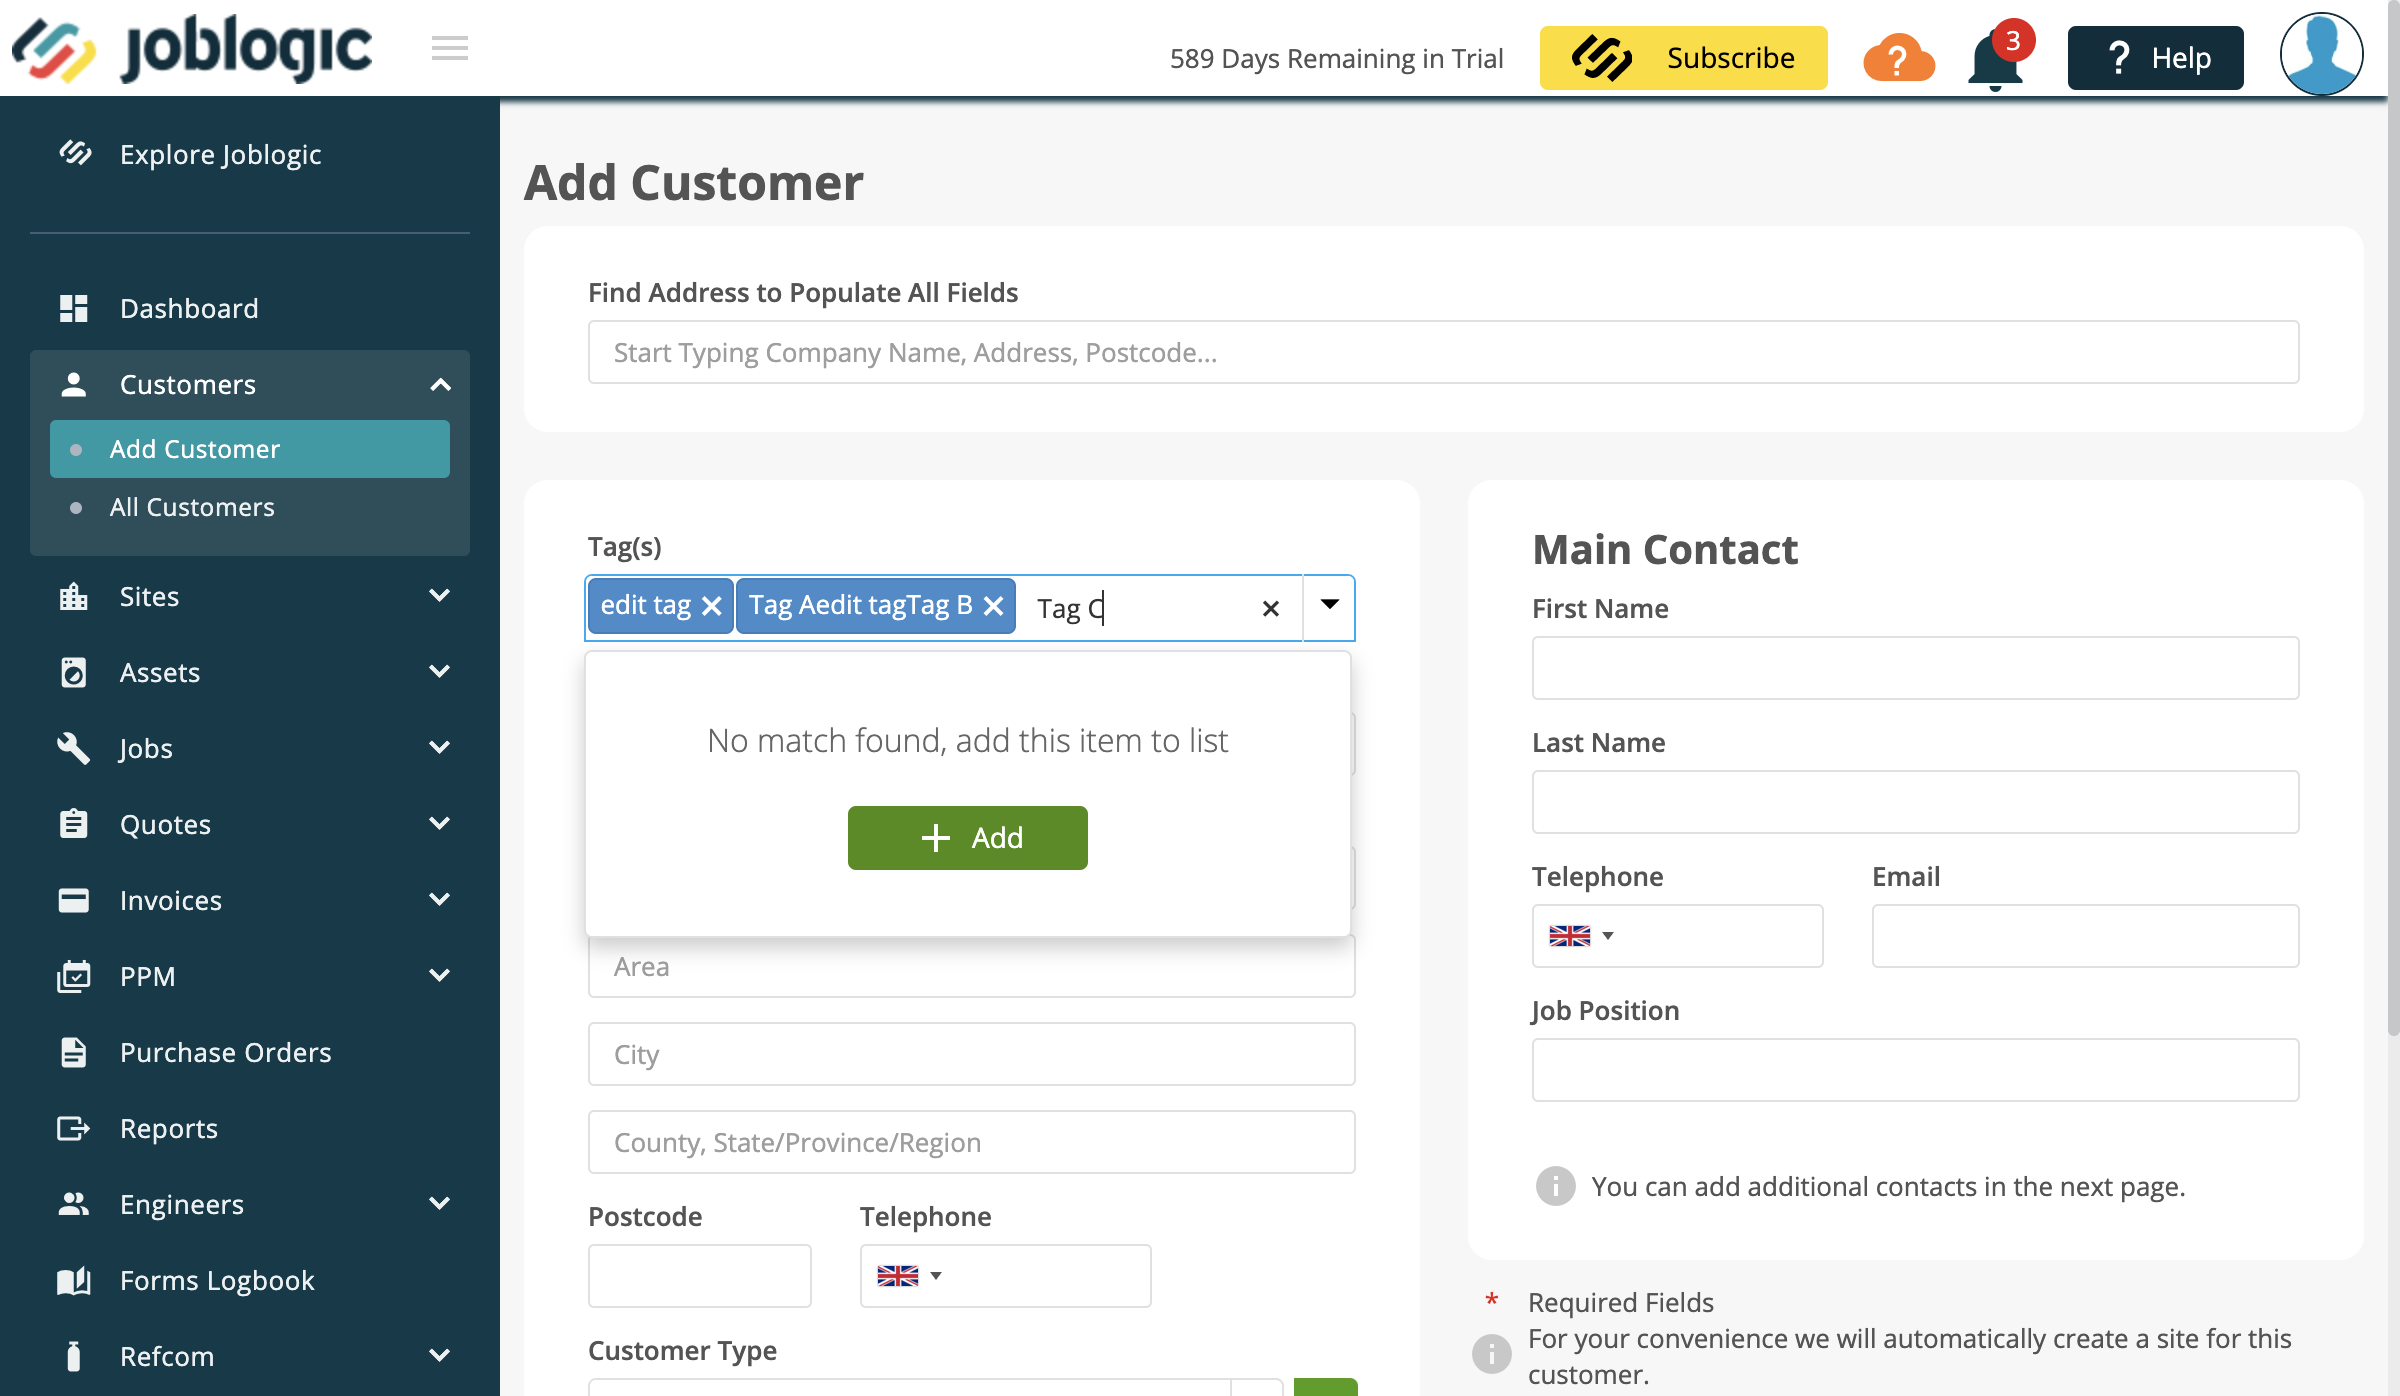 joblogic
589 Days Remaining in Trial
Subscribe
?
3
? Help
Explore Joblogic
Dashboard
Customers
Add Customer
All Customers
Sites
Assets
Jobs
Quotes
Invoices
PPM
Purchase Orders
Reports
Engineers
Forms Logbook
Refcom
Add Customer
Find Address to Populate All Fields
Start Typing Company Name, Address, Postcode...
Tag(s)
edit tag
Tag Aedit tagTag B
Tag C
No match found, add this item to list
+ Add
Area
City
County, State/Province/Region
Postcode
Telephone
Customer Type
Main Contact
First Name
Last Name
Telephone
Email
Job Position
i You can add additional contacts in the next page.
* Required Fields
i For your convenience we will automatically create a site for this
customer.